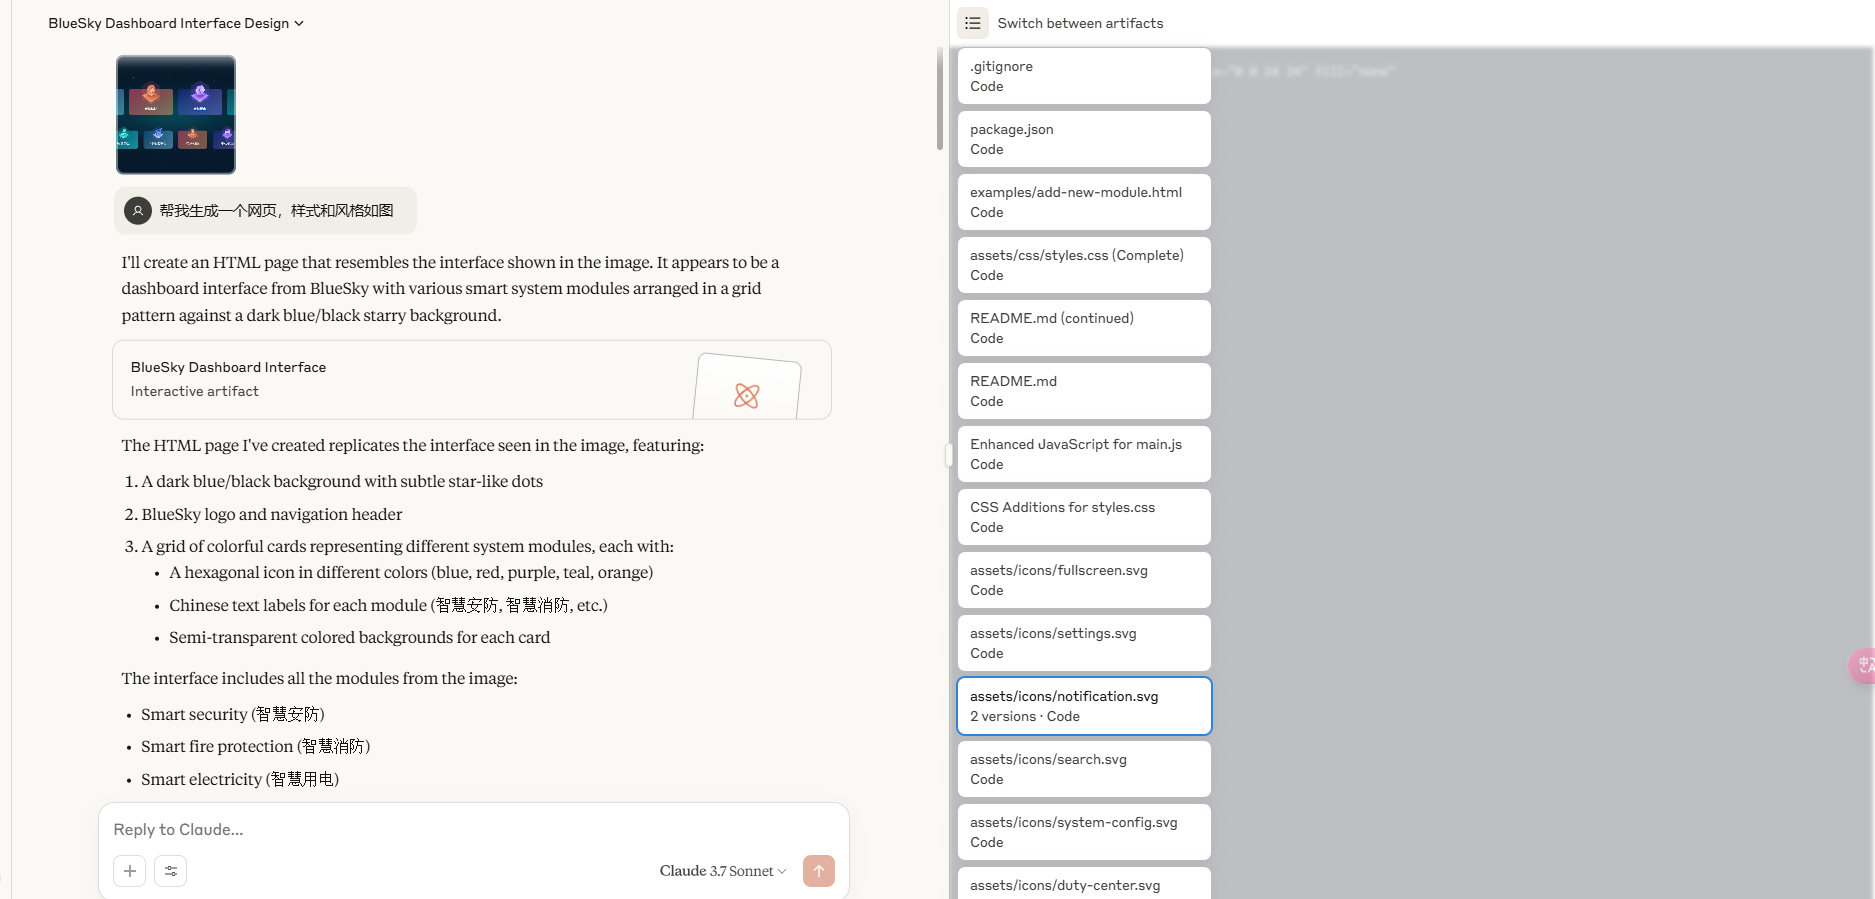 BlueSky Dashboard Interface Design
帮我生成一个网页，样式和风格如图
I'll create an HTML page that resembles the interface shown in the image. It appears to be a
dashboard interface from BlueSky with various smart system modules arranged in a grid
pattern against a dark blue/black starry background.
BlueSky Dashboard Interface
Interactive artifact
The HTML page I've created replicates the interface seen in the image, featuring:
1. A dark blue/black background with subtle star-like dots
2. BlueSky logo and navigation header
3. A grid of colorful cards representing different system modules, each with:
• A hexagonal icon in different colors (blue, red, purple, teal, orange)
• Chinese text labels for each module (智慧安防, 智慧消防, etc.)
• Semi-transparent colored backgrounds for each card
The interface includes all the modules from the image:
• Smart security (智慧安防)
• Smart fire protection (智慧消防)
• Smart electricity (智慧用电)
Reply to Claude...
Claude 3.7 Sonnet
Switch between artifacts
.gitignore
Code
package.json
Code
examples/add-new-module.html
Code
assets/css/styles.css (Complete)
Code
README.md (continued)
Code
README.md
Code
Enhanced JavaScript for main.js
Code
CSS Additions for styles.css
Code
assets/icons/fullscreen.svg
Code
assets/icons/settings.svg
Code
assets/icons/notification.svg
2 versions · Code
assets/icons/search.svg
Code
assets/icons/system-config.svg
Code
assets/icons/duty-center.svg